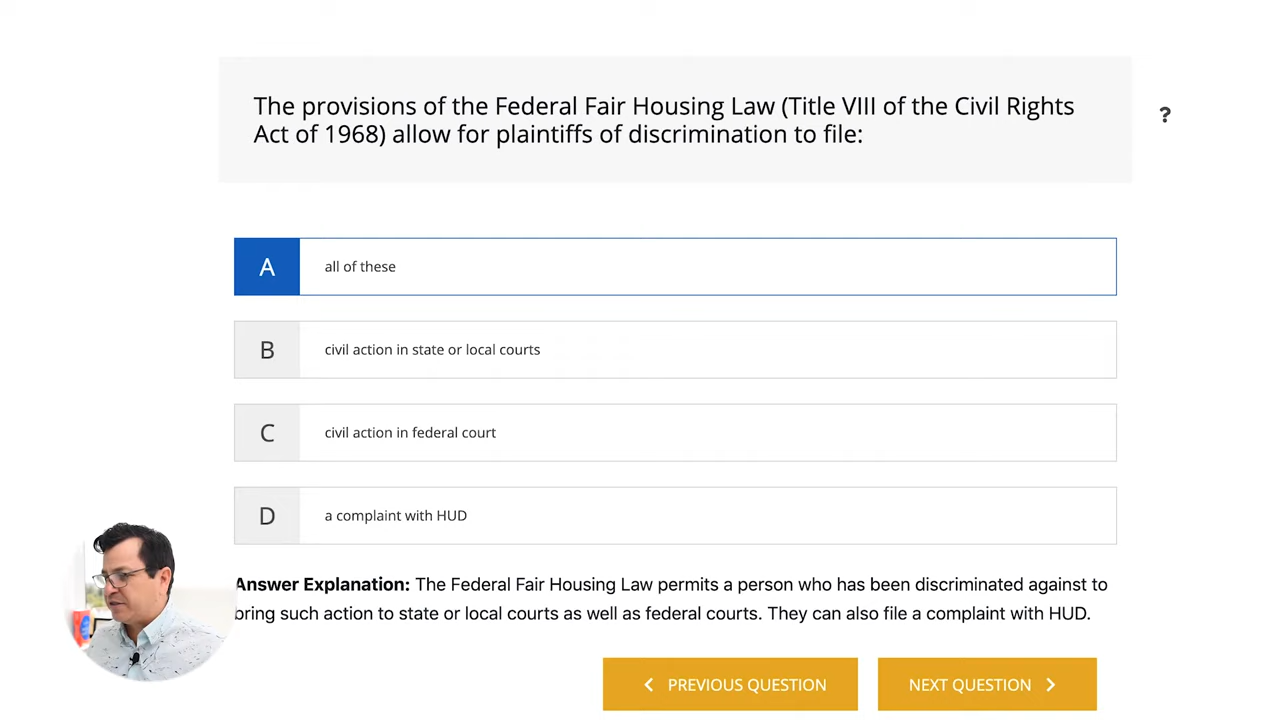 The provisions of the Federal Fair Housing Law (Title VIII of the Civil Rights
Act of 1968) allow for plaintiffs of discrimination to file:
?
A all of these
B civil action in state or local courts
C civil action in federal court
D a complaint with HUD
Answer Explanation: The Federal Fair Housing Law permits a person who has been discriminated against to
bring such action to state or local courts as well as federal courts. They can also file a complaint with HUD.
PREVIOUS QUESTION NEXT QUESTION